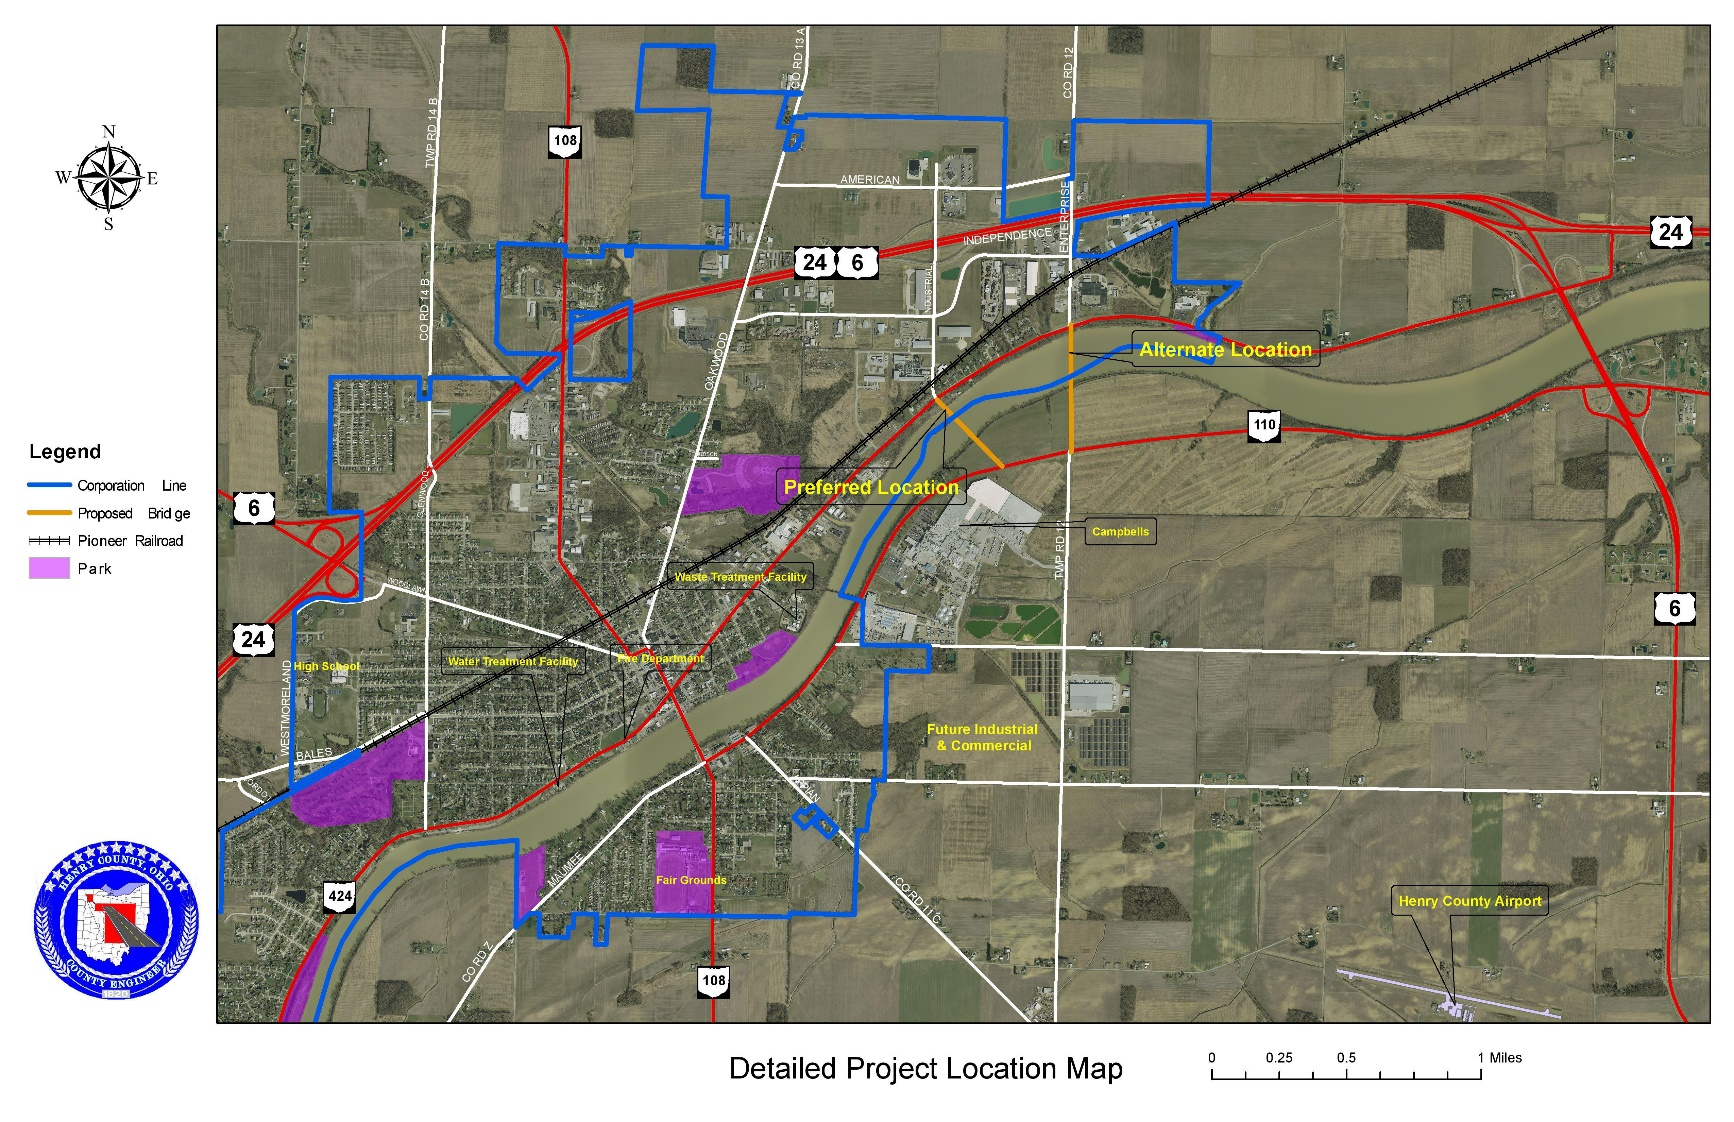 N
W
E
S
Legend
Corporation Line
Proposed Bridge
Pioneer Railroad
Park
HENRY COUNTY, OHIO
COUNTY ENGINEER
1820
TWP RD 14 B
108
CO RD 13 A
CO RD 12
AMERICAN
ENTERPRISE
INDEPENDENCE
24
6
24
INDUSTRIAL
CO RD 14 B
OAKWOOD
Alternate Location
110
GLENWOOD
Preferred Location
6
Campbells
TWP RD 12
Waste Treatment Facility
WOODLAWN
6
24
High School
Water Treatment Facility
Fire Department
WESTMORELAND
BALES
Future Industrial
& Commercial
424
MAUMEE
Fair Grounds
CO RD 11 C
Henry County Airport
CO RD Z
108
Detailed Project Location Map
0
0.25
0.5
1 Miles